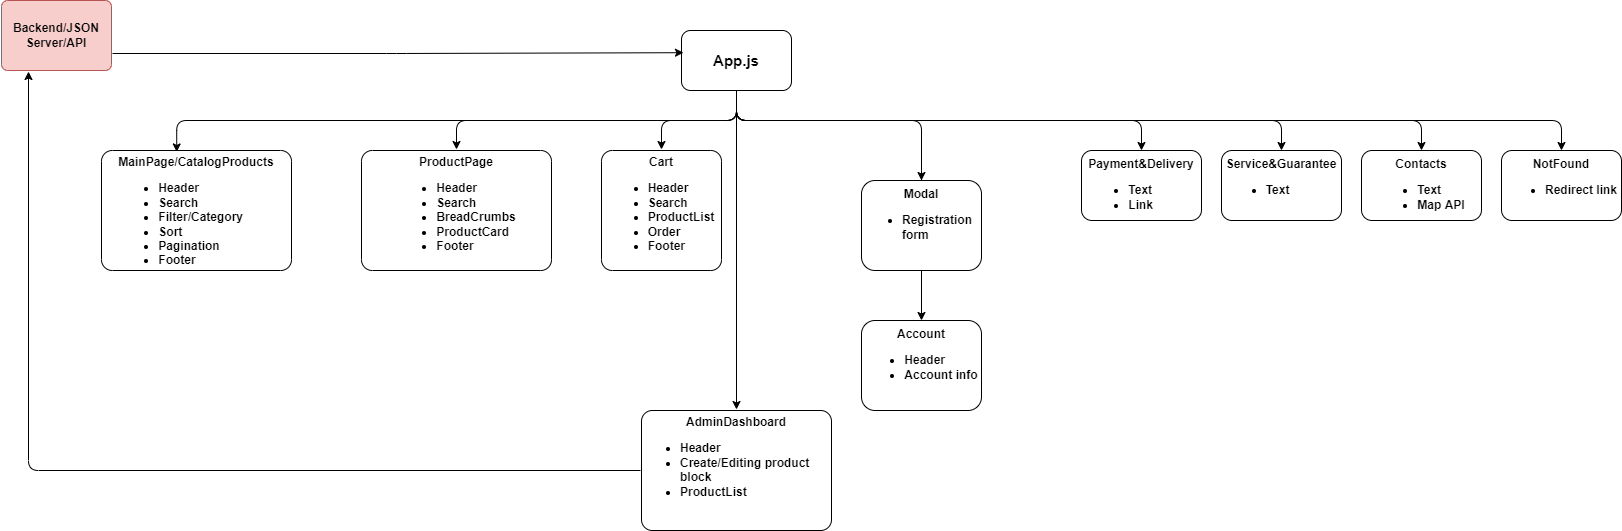 Backend/JSON
Server/API
App.js
MainPage/CatalogProducts
Header
Search
Filter/Category
Sort
Pagination
Footer
ProductPage
Header
Search
BreadCrumbs
ProductCard
Footer
Cart
Header
Search
ProductList
Order
Footer
Modal
Registration
form
Payment&Delivery
Text
Link
Service&Guarantee
Text
Contacts
Text
Map API
NotFound
Redirect link
Account
Header
Account info
AdminDashboard
Header
Create/Editing product
block
ProductList